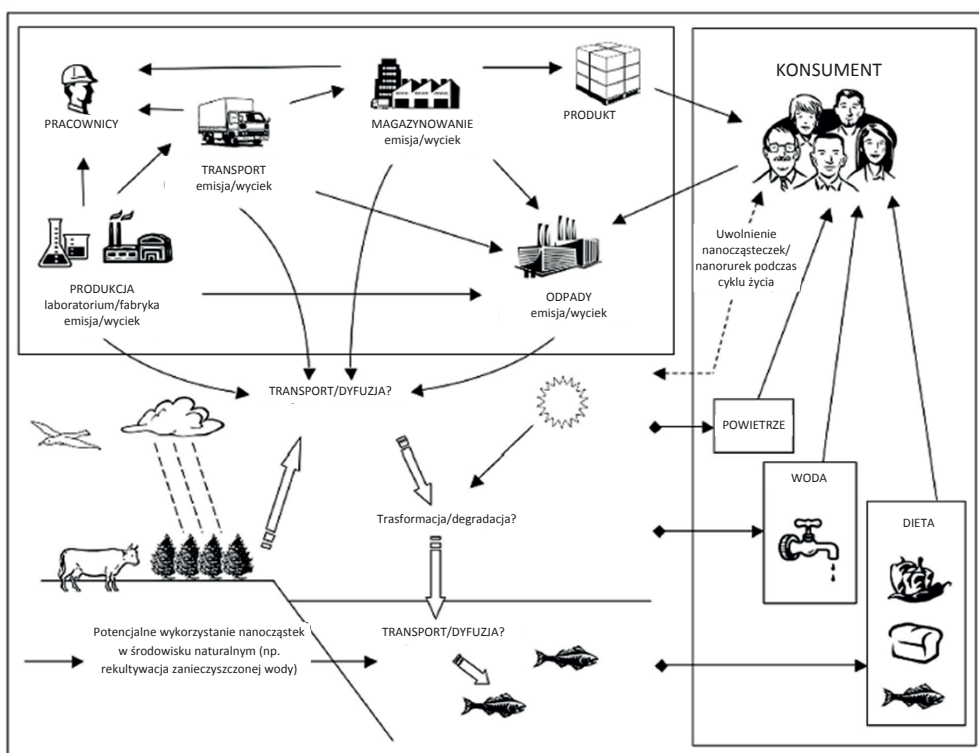 PRACOWNICY
MAGAZYNOWANIE
emisja/wyciek
PRODUKT
KONSUMENT
TRANSPORT
emisja/wyciek
PRODUKCJA
laboratorium/fabryka
emisja/wyciek
ODPADY
emisja/wyciek
Uwolnienie
nanocząsteczek/
nanorurek podczas
cyklu życia
TRANSPORT/DYFUZJA?
POWIETRZE
WODA
Trasformacja/degradacja?
DIETA
Potencjalne wykorzystanie nanocząstek
w środowisku naturalnym (np.
rekultywacja zanieczyszczonej wody)
TRANSPORT/DYFUZJA?